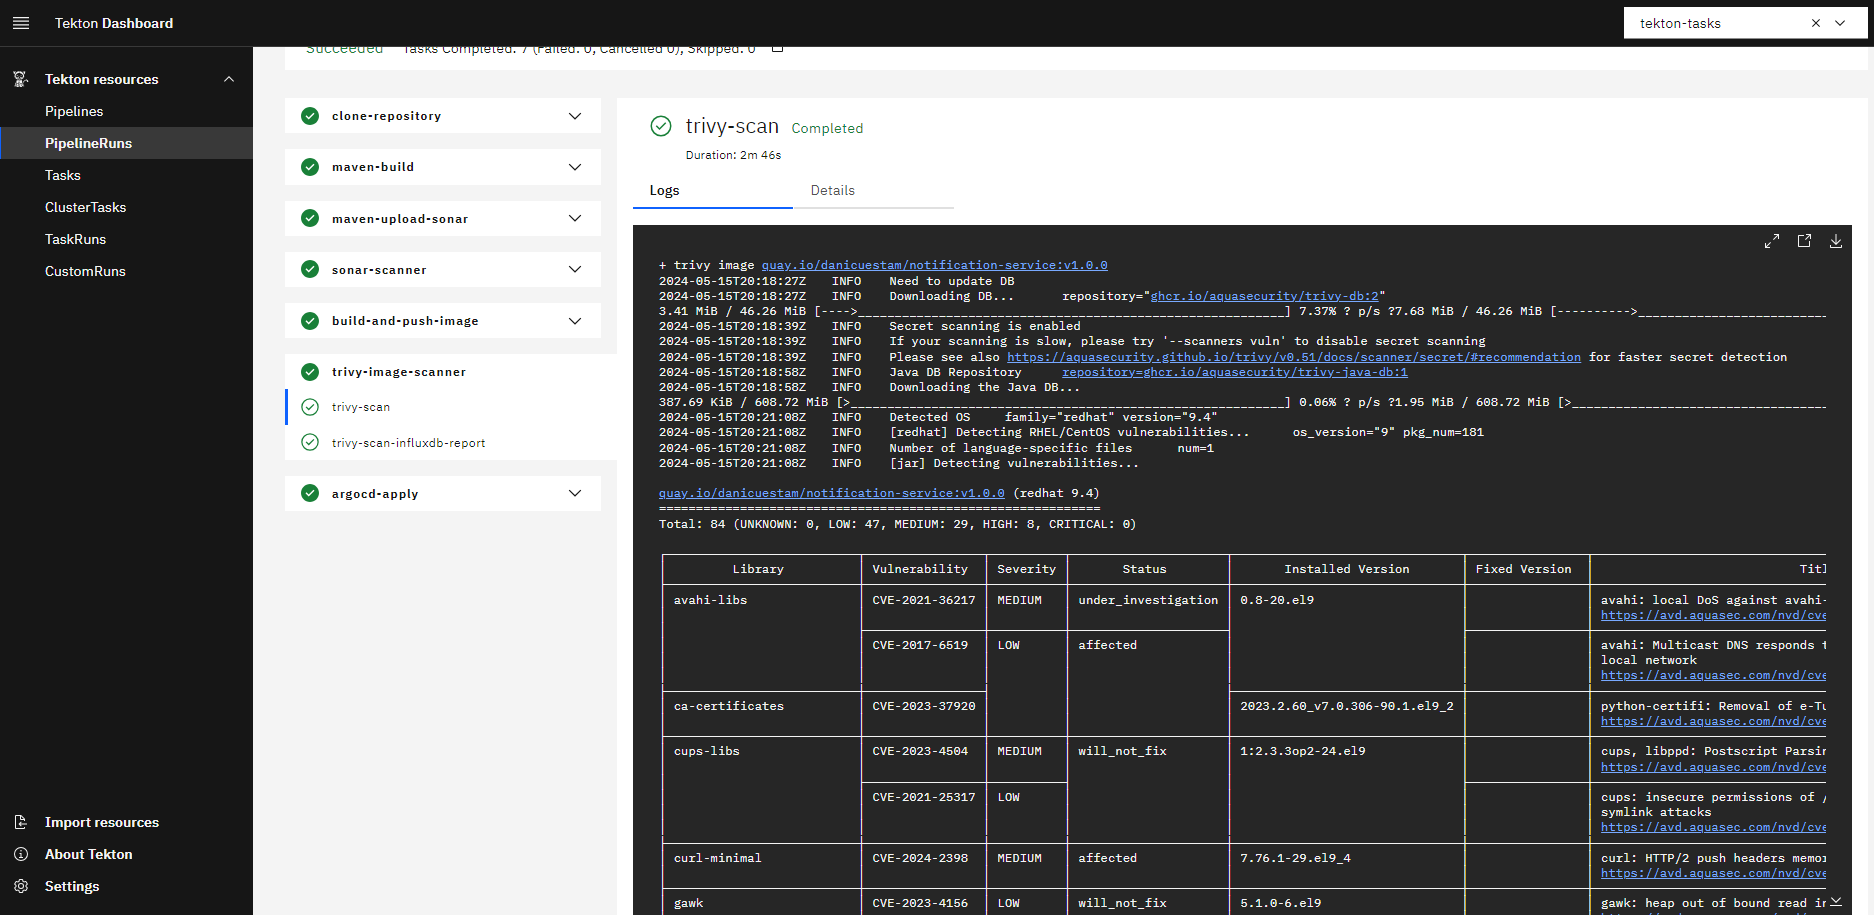 Tekton Dashboard
tekton-tasks
Succeeded Tasks Completed: 7 (Failed: 0, Cancelled 0), Skipped: 0
Tekton resources
Pipelines
PipelineRuns
Tasks
ClusterTasks
TaskRuns
CustomRuns
Import resources
About Tekton
Settings
clone-repository
maven-build
maven-upload-sonar
sonar-scanner
build-and-push-image
trivy-image-scanner
trivy-scan
trivy-scan-influxdb-report
argocd-apply
trivy-scan Completed
Duration: 2m 46s
Logs Details
+ trivy image quay.io/danicuestam/notification-service:v1.0.0
2024-05-15T20:18:27Z INFO Need to update DB
2024-05-15T20:18:27Z INFO Downloading DB... repository="ghcr.io/aquasecurity/trivy-db:2"
3.41 MiB / 46.26 MiB [---->___________________________________________________________] 7.37% ? p/s ?7.68 MiB / 46.26 MiB [---------->__________________________
2024-05-15T20:18:39Z INFO Secret scanning is enabled
2024-05-15T20:18:39Z INFO If your scanning is slow, please try '--scanners vuln' to disable secret scanning
2024-05-15T20:18:39Z INFO Please see also https://aquasecurity.github.io/trivy/v0.51/docs/scanner/secret/#recommendation for faster secret detection
2024-05-15T20:18:58Z INFO Java DB Repository repository=ghcr.io/aquasecurity/trivy-java-db:1
2024-05-15T20:18:58Z INFO Downloading the Java DB...
387.69 KiB / 608.72 MiB [>____________________________________________________________] 0.06% ? p/s ?1.95 MiB / 608.72 MiB [>___________________________________
2024-05-15T20:21:08Z INFO Detected OS family="redhat" version="9.4"
2024-05-15T20:21:08Z INFO [redhat] Detecting RHEL/CentOS vulnerabilities... os_version="9" pkg_num=181
2024-05-15T20:21:08Z INFO Number of language-specific files num=1
2024-05-15T20:21:08Z INFO [jar] Detecting vulnerabilities...
quay.io/danicuestam/notification-service:v1.0.0 (redhat 9.4)
============================================================
Total: 84 (UNKNOWN: 0, LOW: 47, MEDIUM: 29, HIGH: 8, CRITICAL: 0)
Library Vulnerability Severity Status Installed Version Fixed Version Titl
avahi-libs CVE-2021-36217 MEDIUM under_investigation 0.8-20.el9 avahi: local DoS against avahi-
https://avd.aquasec.com/nvd/cve
CVE-2017-6519 LOW affected avahi: Multicast DNS responds t
local network
https://avd.aquasec.com/nvd/cve
ca-certificates CVE-2023-37920 2023.2.60_v7.0.306-90.1.el9_2 python-certifi: Removal of e-Tu
https://avd.aquasec.com/nvd/cve
cups-libs CVE-2023-4504 MEDIUM will_not_fix 1:2.3.3op2-24.el9 cups, libppd: Postscript Parsin
https://avd.aquasec.com/nvd/cve
CVE-2021-25317 LOW cups: insecure permissions of /
symlink attacks
https://avd.aquasec.com/nvd/cve
curl-minimal CVE-2024-2398 MEDIUM affected 7.76.1-29.el9_4 curl: HTTP/2 push headers memor
https://avd.aquasec.com/nvd/cve
gawk CVE-2023-4156 LOW will_not_fix 5.1.0-6.el9 gawk: heap out of bound read in